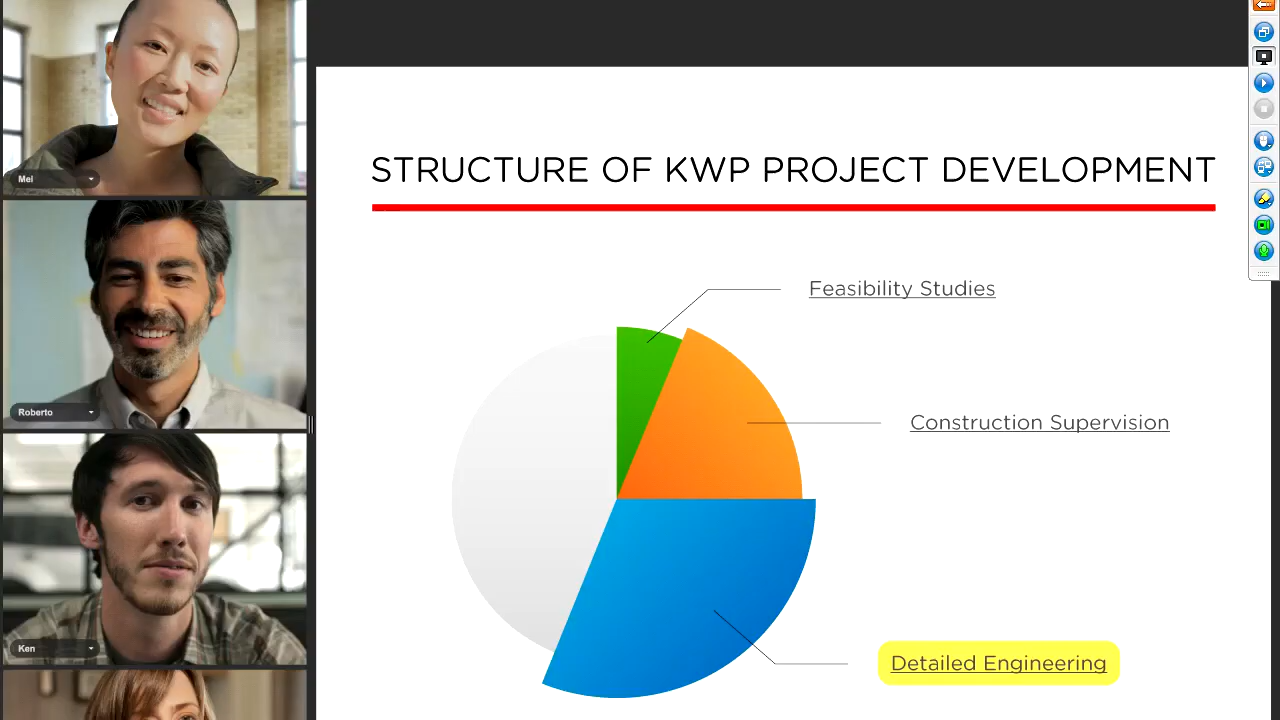 Mei
Roberto
Ken
STRUCTURE OF KWP PROJECT DEVELOPMENT
Feasibility Studies
Construction Supervision
Detailed Engineering